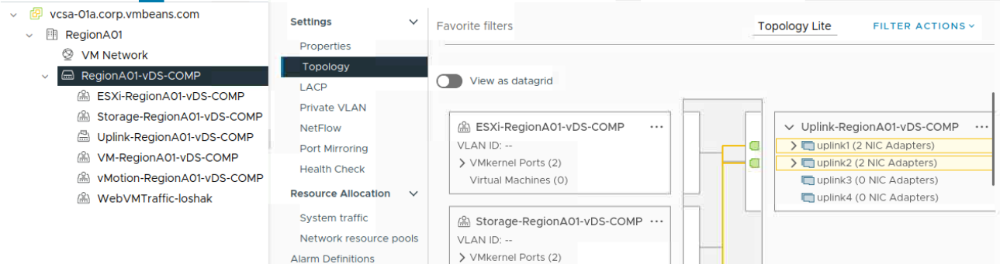 vcsa-01a.corp.vmbeans.com
RegionA01
VM Network
RegionA01-vDS-COMP
ESXi-RegionA01-vDS-COMP
Storage-RegionA01-vDS-COMP
Uplink-RegionA01-vDS-COMP
VM-RegionA01-vDS-COMP
vMotion-RegionA01-vDS-COMP
WebVMTraffic-loshak
Settings
Properties
Topology
LACP
Private VLAN
NetFlow
Port Mirroring
Health Check
Resource Allocation
System traffic
Network resource pools
Alarm Definitions
Favorite filters
Topology Lite
FILTER ACTIONS
View as datagrid
ESXi-RegionA01-vDS-COMP ...
VLAN ID: --
VMkernel Ports (2)
Virtual Machines (0)
Storage-RegionA01-vDS-COMP ...
VLAN ID: --
VMkernel Ports (2)
Uplink-RegionA01-vDS-COMP ...
uplink1 (2 NIC Adapters)
uplink2 (2 NIC Adapters)
uplink3 (0 NIC Adapters)
uplink4 (0 NIC Adapters)